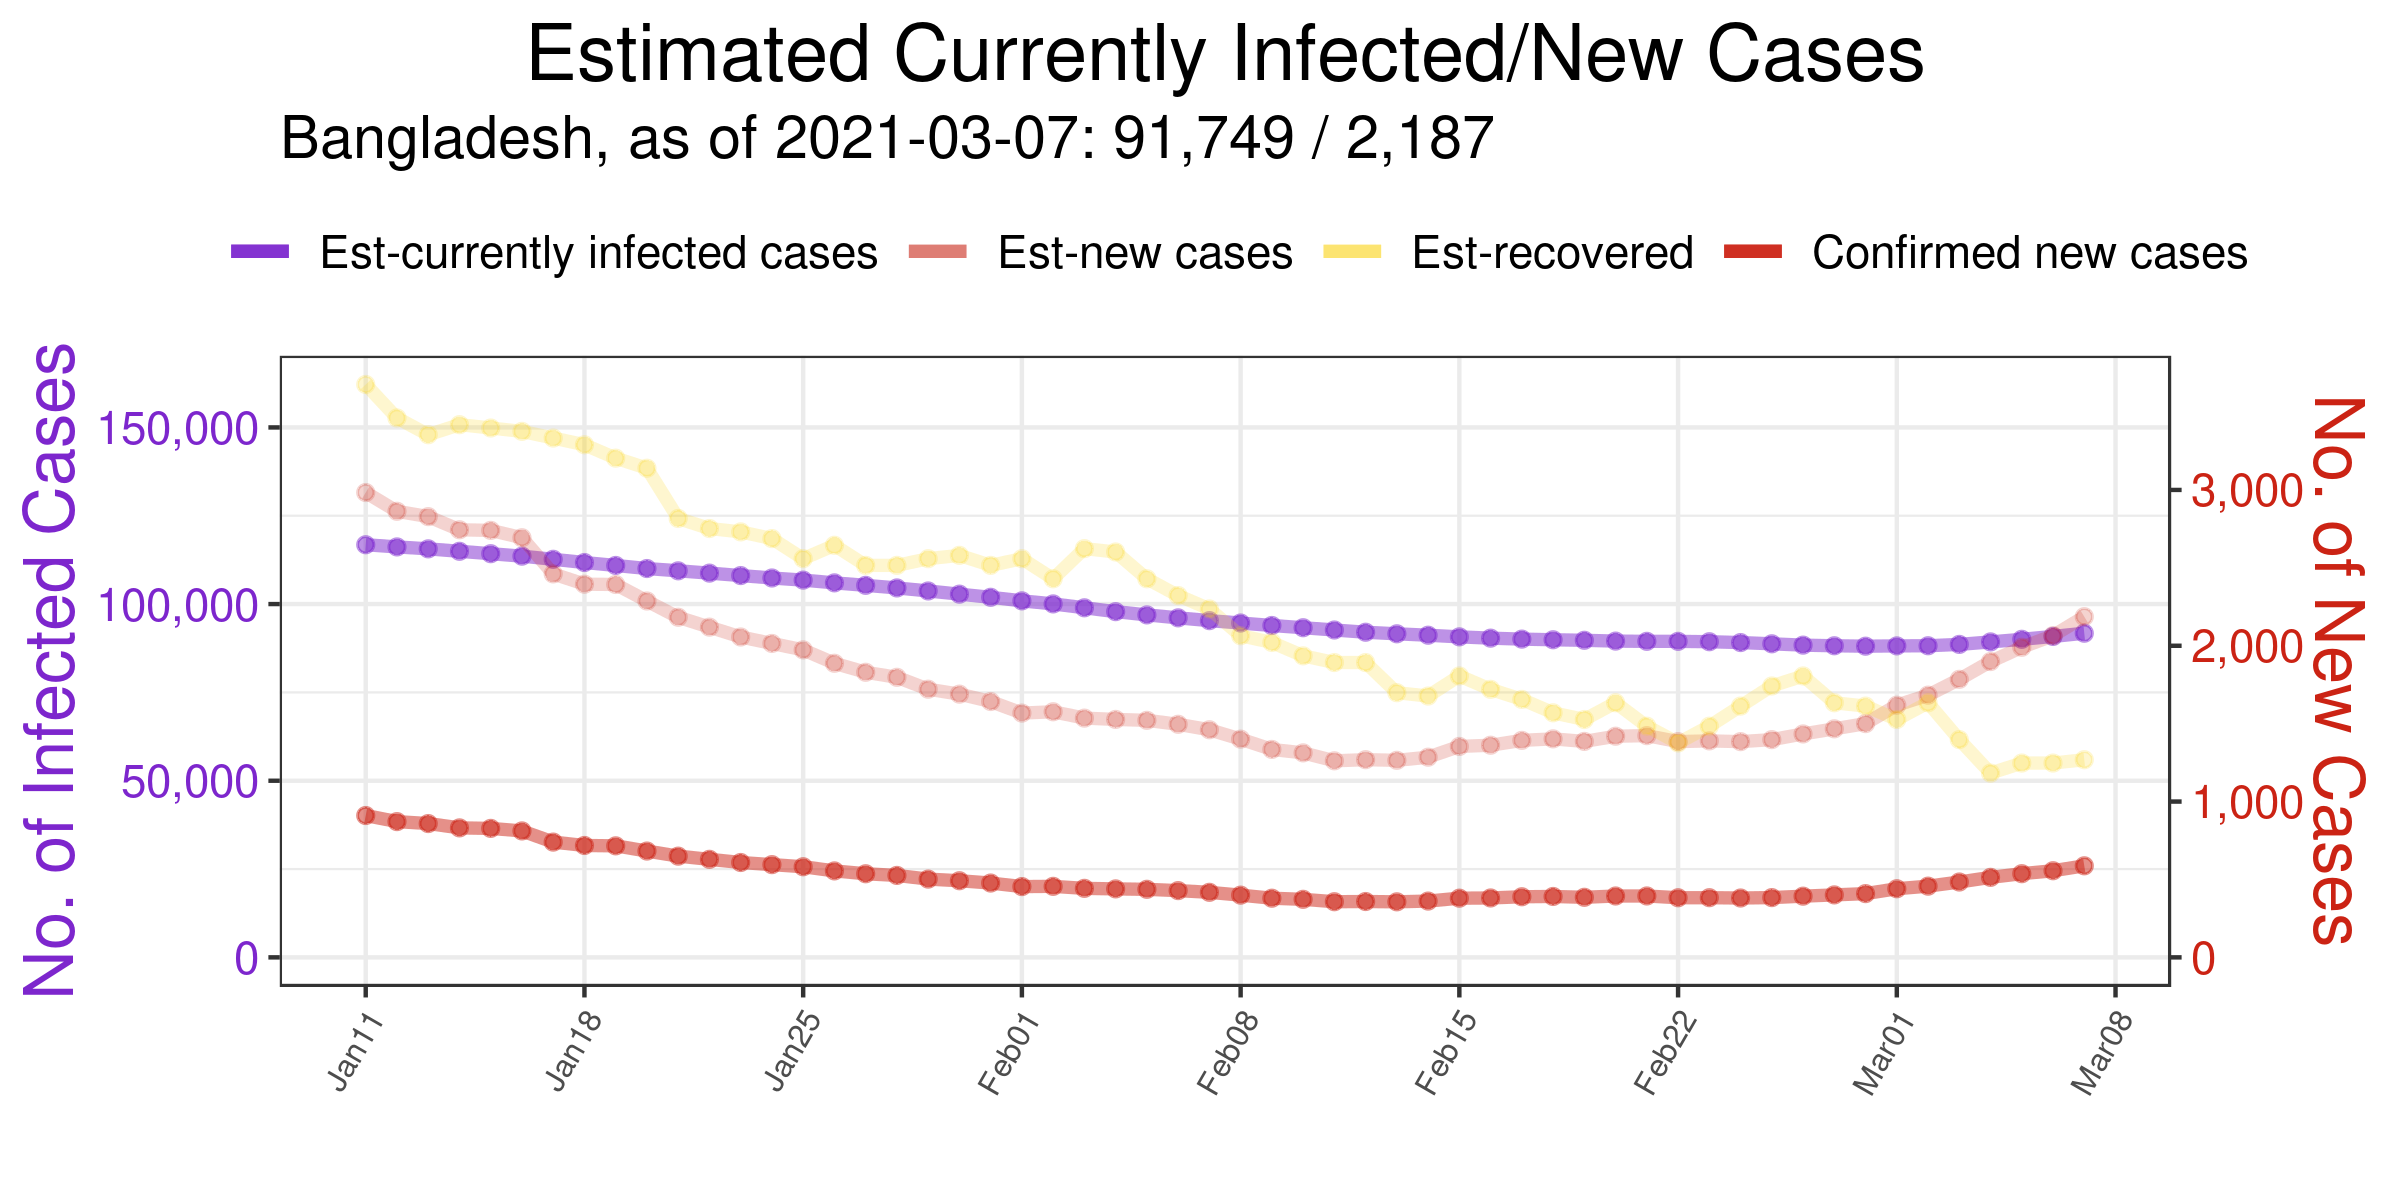 Estimated Currently Infected/New Cases
Bangladesh, as of 2021-03-07: 91,749 / 2,187
Est-currently infected cases Est-new cases Est-recovered Confirmed new cases
No. of Infected Cases
150,000
100,000
50,000
0
No. of New Cases
3,000
2,000
1,000
0
Jan11 Jan18 Jan25 Feb01 Feb08 Feb15 Feb22 Mar01 Mar08